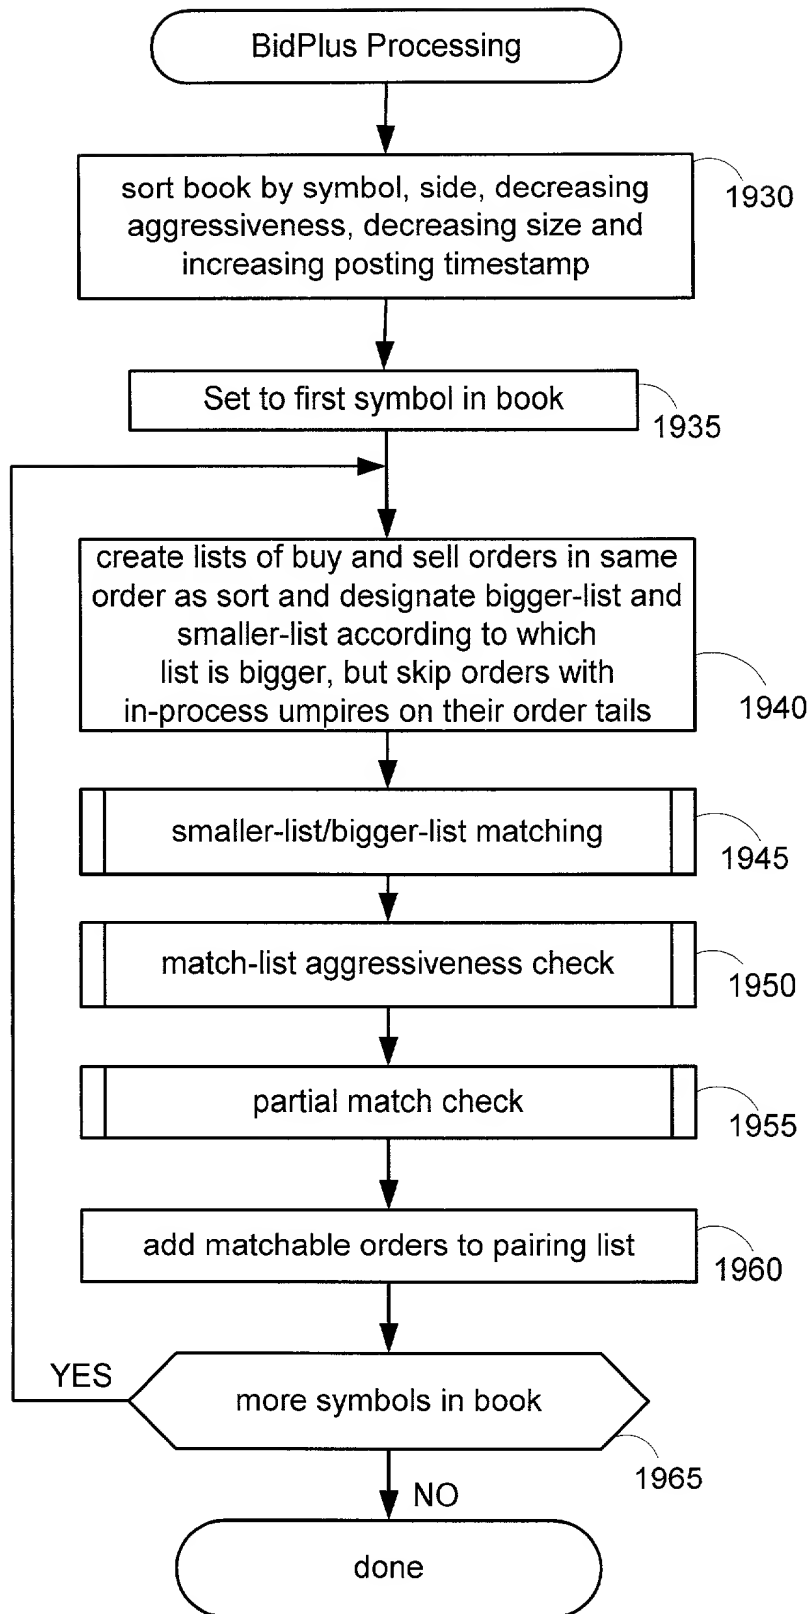 BidPlus Processing
sort book by symbol, side, decreasing
aggressiveness, decreasing size and
increasing posting timestamp
1930
Set to first symbol in book
1935
create lists of buy and sell orders in same
order as sort and designate bigger-list and
smaller-list according to which
list is bigger, but skip orders with
in-process umpires on their order tails
1940
smaller-list/bigger-list matching
1945
match-list aggressiveness check
1950
partial match check
1955
add matchable orders to pairing list
1960
YES
more symbols in book
1965
NO
done